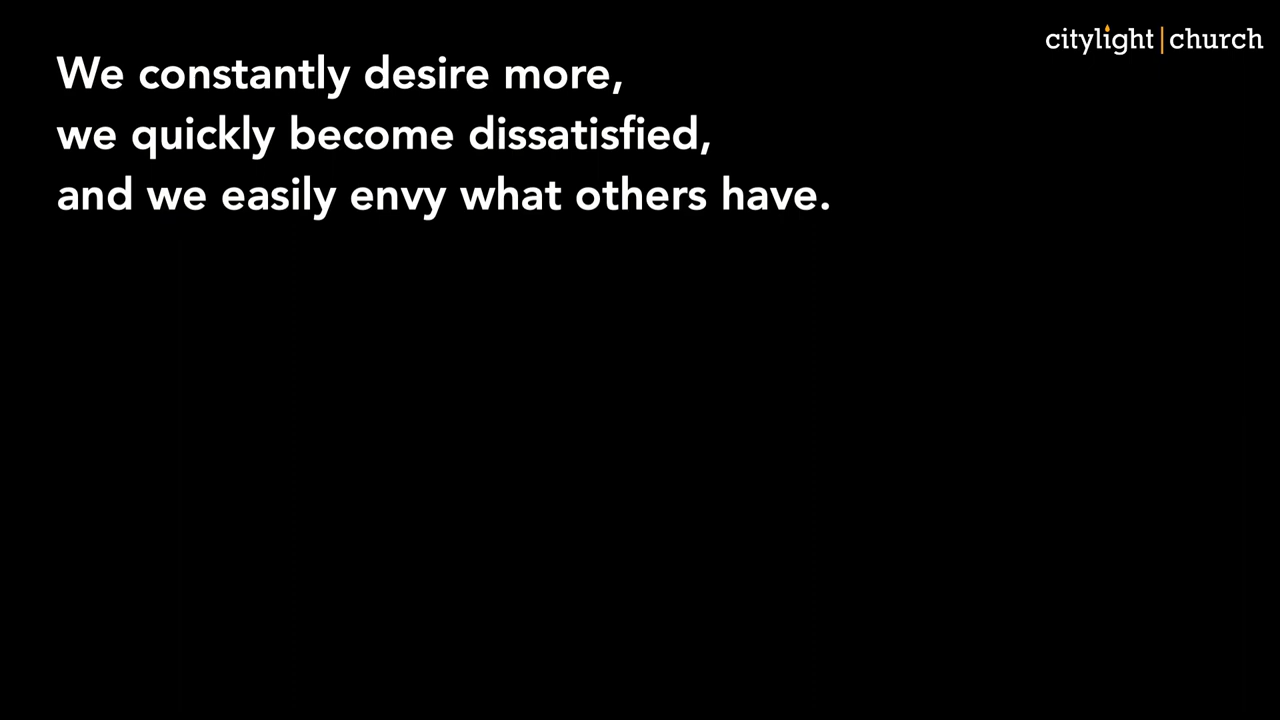 citylight|church
We constantly desire more,
we quickly become dissatisfied,
and we easily envy what others have.